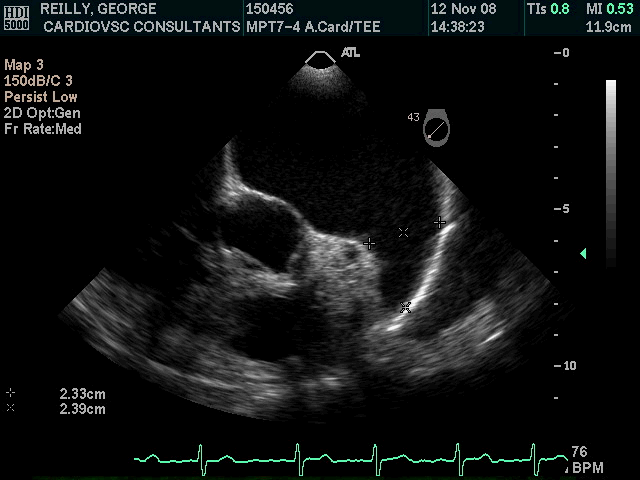 HDI
5000
REILLY, GEORGE
150456
12 Nov 08
TIs 0.8
MI 0.53
CARDIOVSC CONSULTANTS
MPT7-4 A.Card/TEE
14:38:23
11.9cm
Map 3
150dB/C 3
Persist Low
2D Opt:Gen
Fr Rate:Med
ATL
43
0
5
10
2.33cm
2.39cm
76
BPM